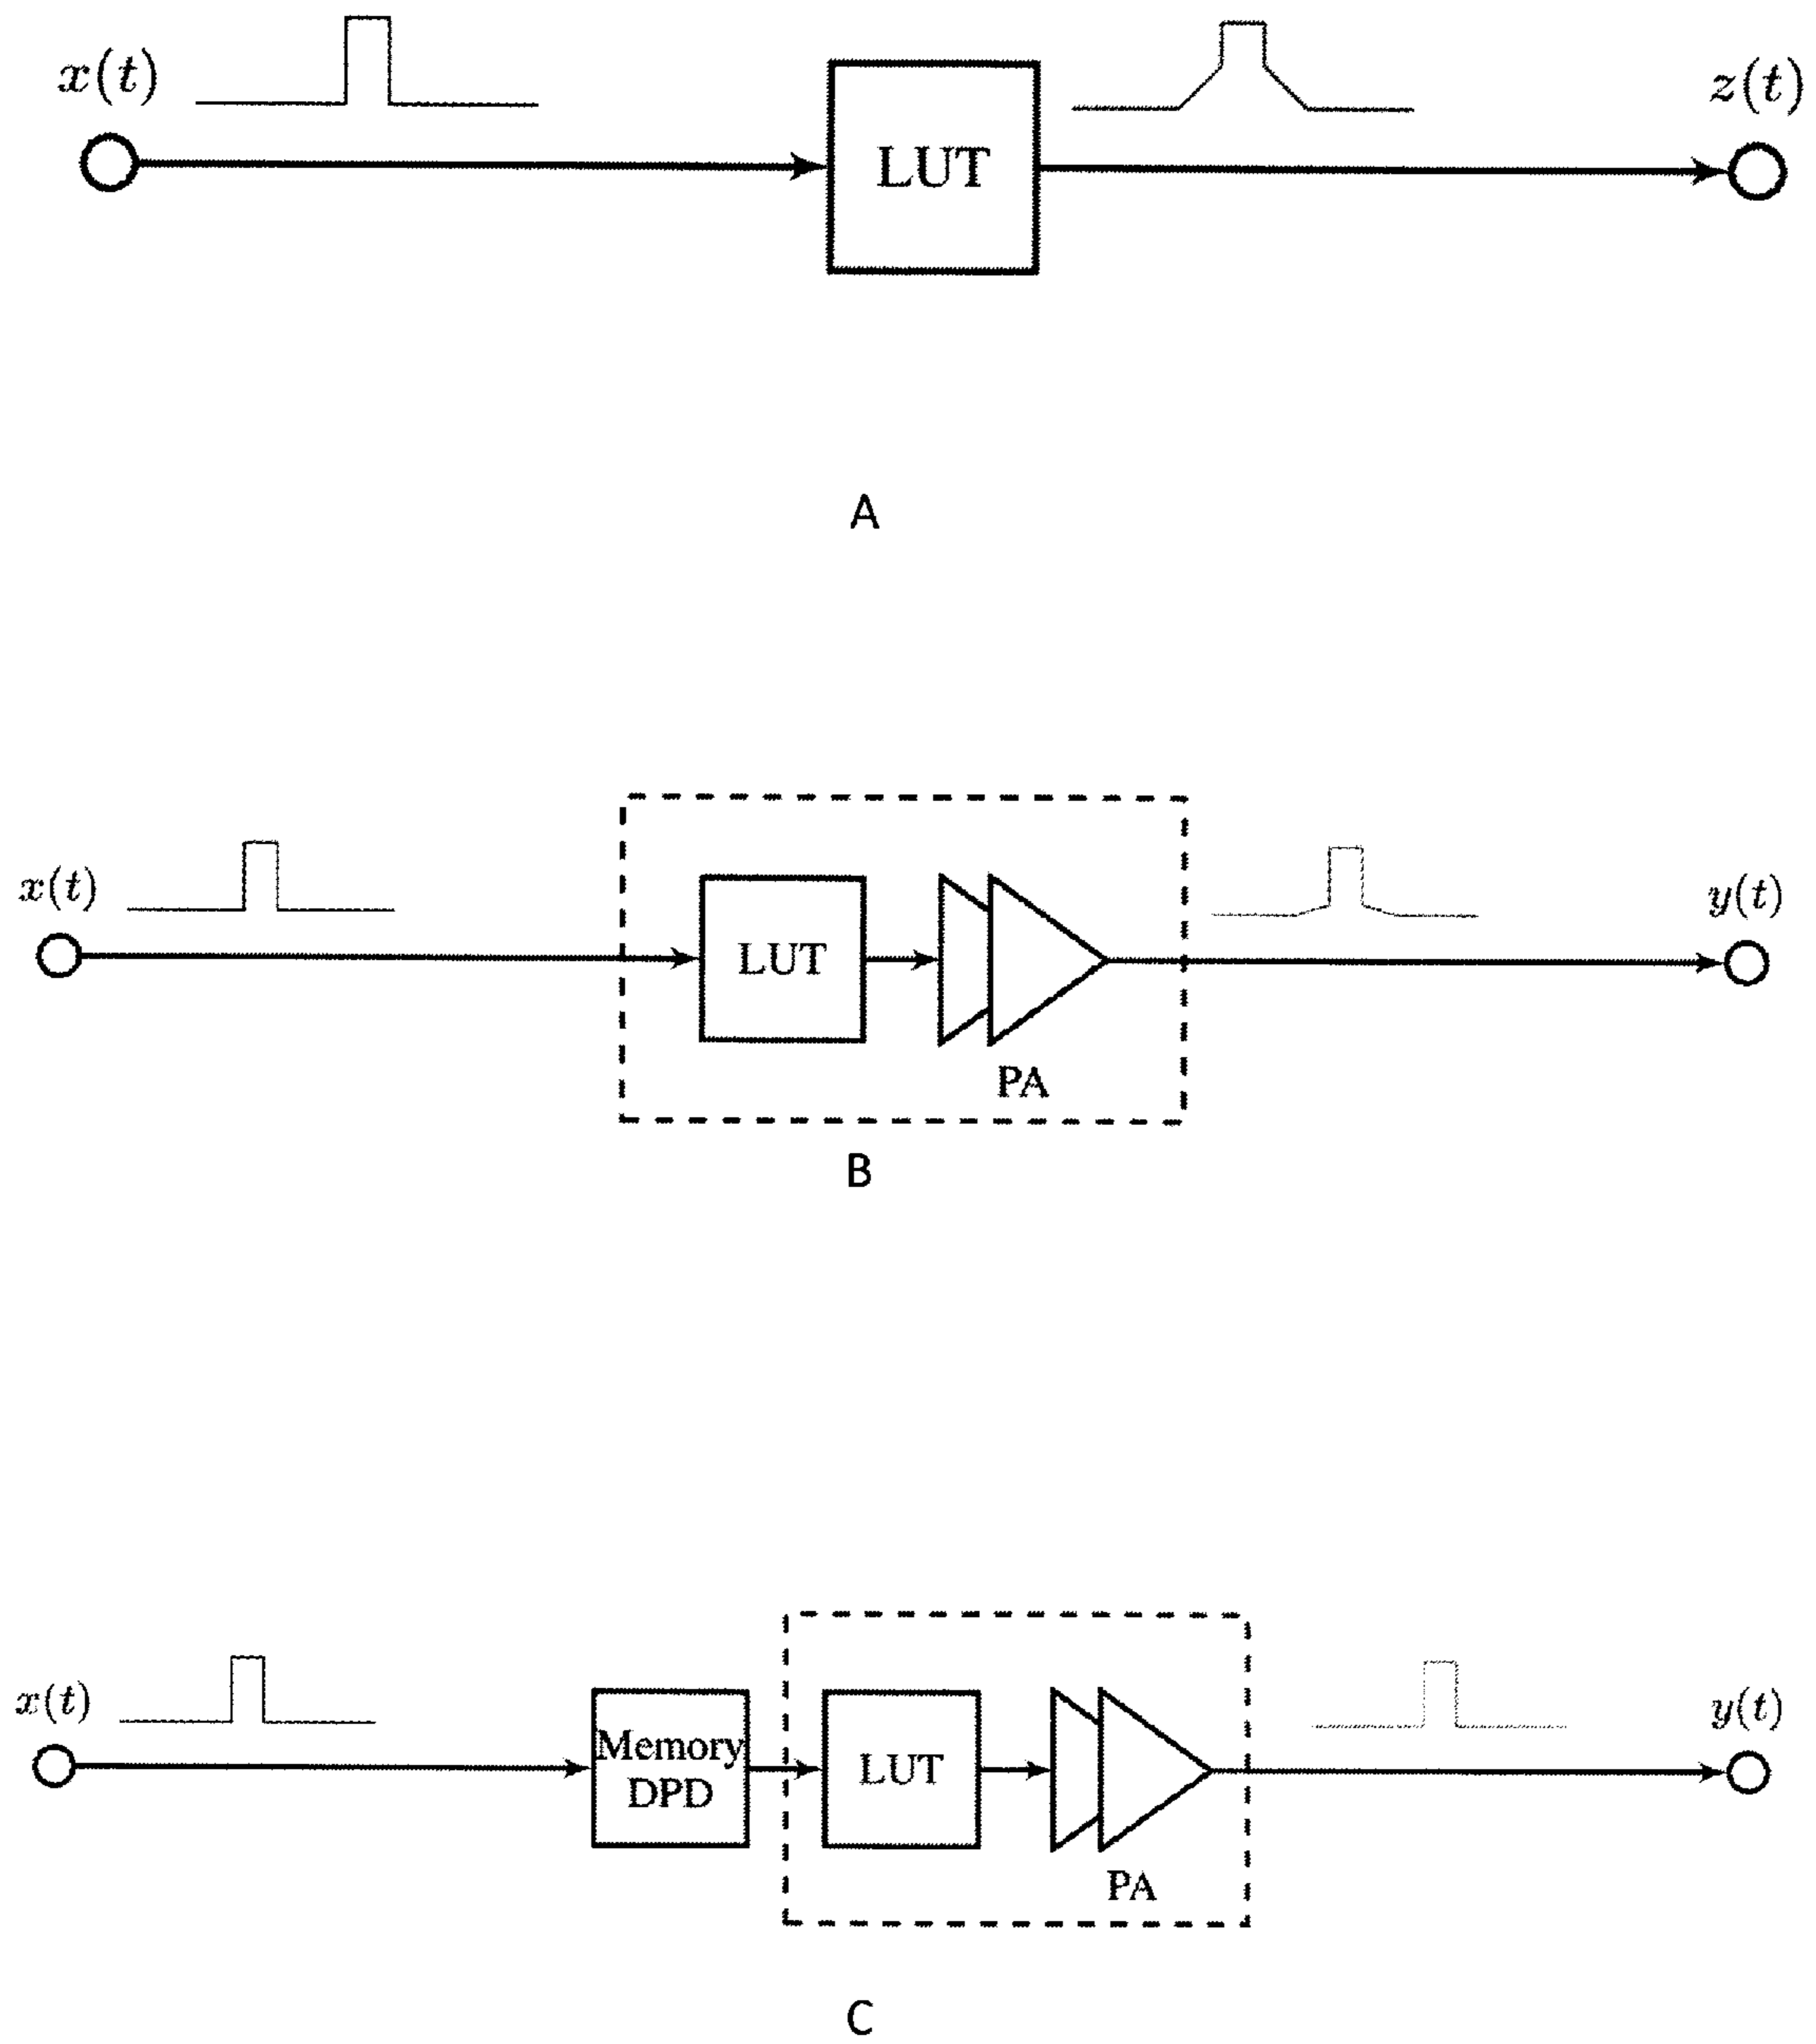 x(t)
z(t)
LUT
A
x(t)
y(t)
LUT
PA
B
x(t)
y(t)
Memory
DPD
LUT
PA
C